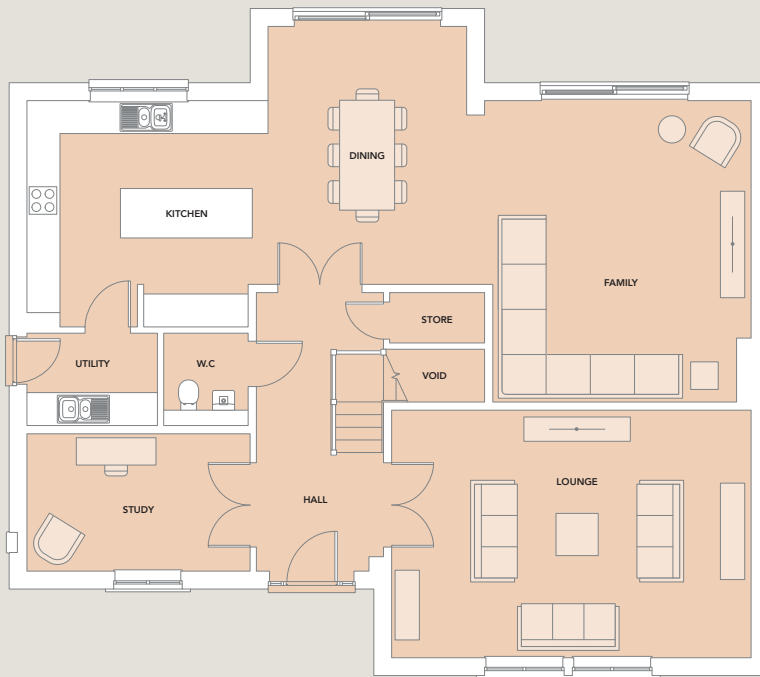 DINING
KITCHEN
FAMILY
STORE
UTILITY
W.C
VOID
LOUNGE
STUDY
HALL